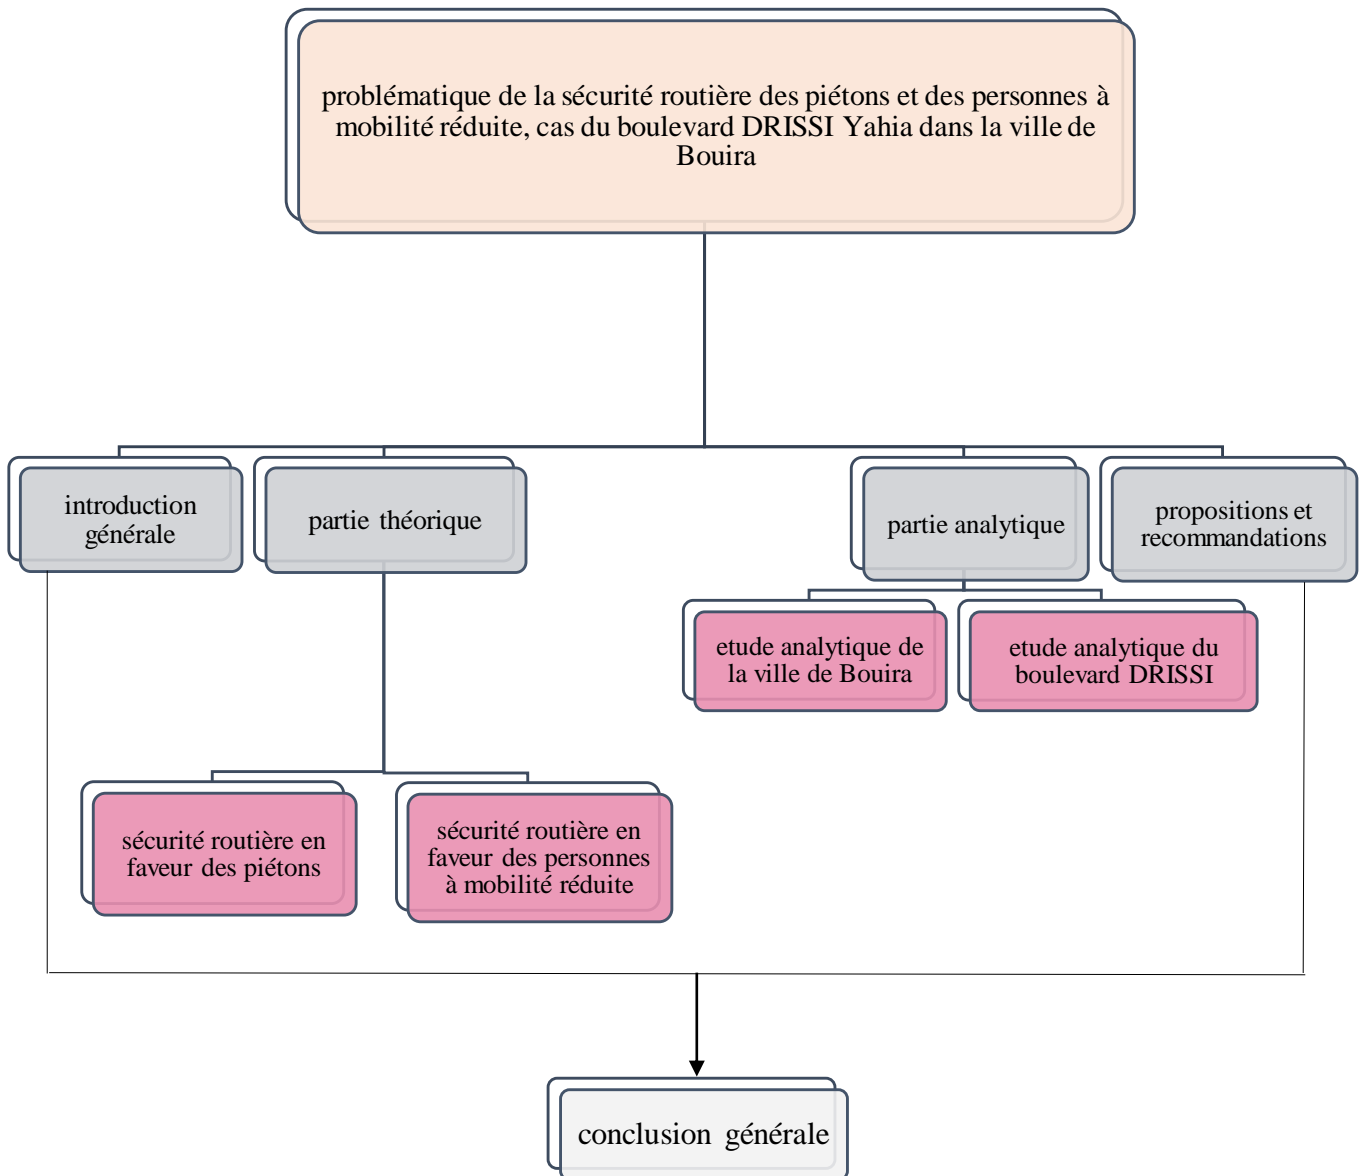 problématique de la sécurité routière des piétons et des personnes à
mobilité réduite, cas du boulevard DRISSI Yahia dans la ville de
Bouira
introduction
générale
partie théorique
partie analytique
propositions et
recommandations
etude analytique de
la ville de Bouira
etude analytique du
boulevard DRISSI
sécurité routière en
faveur des piétons
sécurité routière en
faveur des personnes
à mobilité réduite
conclusion générale